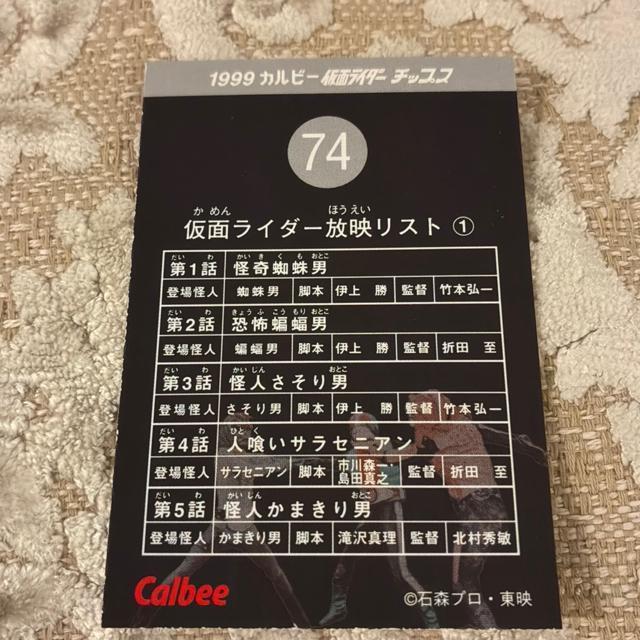 1999 カルビー 仮面ライダー チップス
74
かめん ほうえい
仮面ライダー放映リスト ①
だい わ かい き く も おとこ
第1話 怪奇蜘蛛男
登場怪人 蜘蛛男 脚本 伊上 勝 監督 竹本弘一
だい わ きょう ふ こう もり おとこ
第2話 恐怖蝙蝠男
登場怪人 蝙蝠男 脚本 伊上 勝 監督 折田 至
だい わ かい じん おとこ
第3話 怪人さそり男
登場怪人 さそり男 脚本 伊上 勝 監督 竹本弘一
だい わ ひと く
第4話 人喰いサラセニアン
登場怪人 サラセニアン 脚本 市川森一・島田真之 監督 折田 至
だい わ かい じん おとこ
第5話 怪人かまきり男
登場怪人 かまきり男 脚本 滝沢真理 監督 北村秀敏
Calbee ©石森プロ・東映